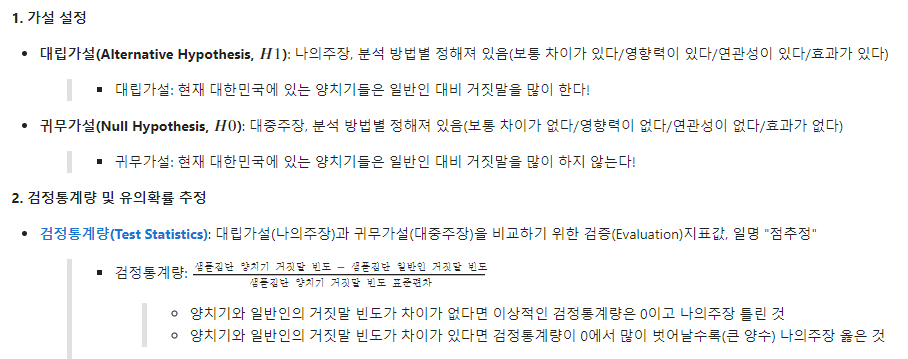 1. 가설 설정
대립가설(Alternative Hypothesis, H1): 나의주장, 분석 방법별 정해져 있음(보통 차이가 있다/영향력이 있다/연관성이 있다/효과가 있다)
대립가설: 현재 대한민국에 있는 양치기들은 일반인 대비 거짓말을 많이 한다!
귀무가설(Null Hypothesis, H0): 대중주장, 분석 방법별 정해져 있음(보통 차이가 없다/영향력이 없다/연관성이 없다/효과가 없다)
귀무가설: 현재 대한민국에 있는 양치기들은 일반인 대비 거짓말을 많이 하지 않는다!
2. 검정통계량 및 유의확률 추정
검정통계량(Test Statistics): 대립가설(나의주장)과 귀무가설(대중주장)을 비교하기 위한 검증(Evaluation)지표값, 일명 "점추정"
검정통계량:
샘플집단 양치기 거짓말 빈도 − 샘플집단 일반인 거짓말 빈도
샘플집단 양치기 거짓말 빈도 표준편차
양치기와 일반인의 거짓말 빈도가 차이가 없다면 이상적인 검정통계량은 0이고 나의주장 틀린 것
양치기와 일반인의 거짓말 빈도가 차이가 있다면 검정통계량이 0에서 많이 벗어날수록(큰 양수) 나의주장 옳은 것